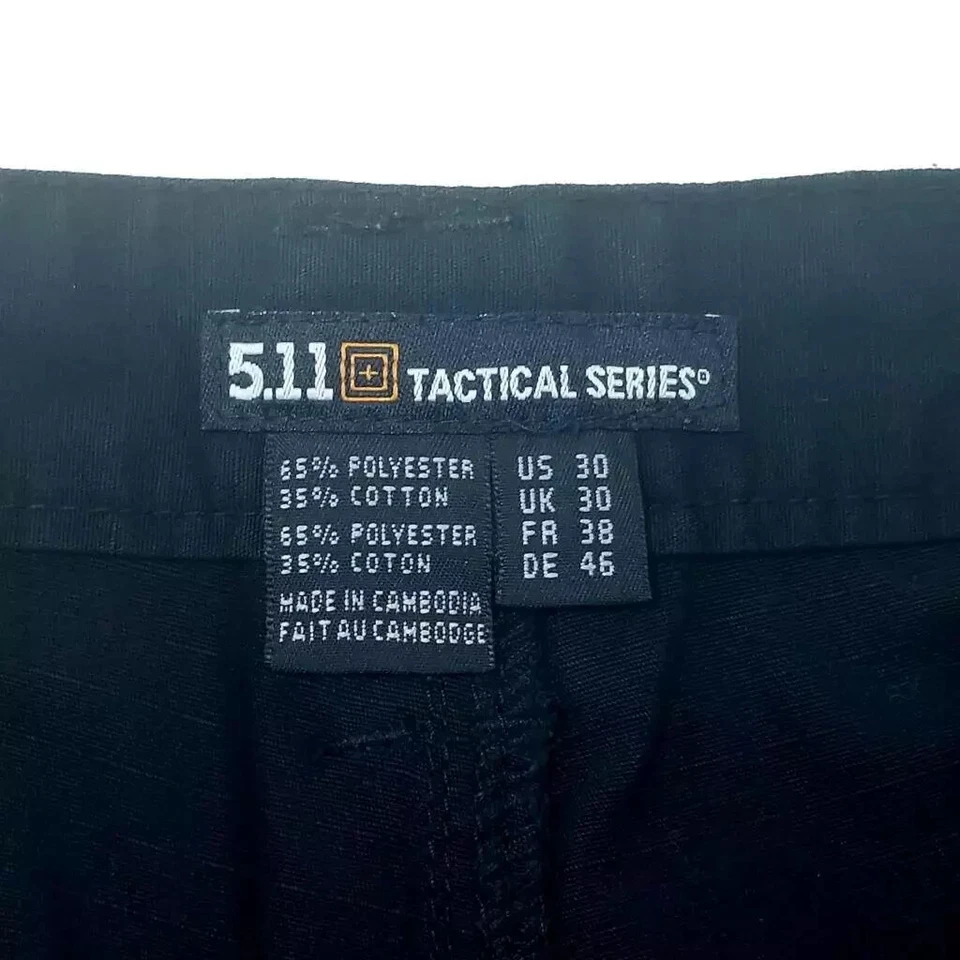 5.11 TACTICAL SERIES®
65% POLYESTER
35% COTTON
65% POLYESTER
35% COTON
MADE IN CAMBODIA
FAIT AU CAMBODGE
US 30
UK 30
FR 38
DE 46